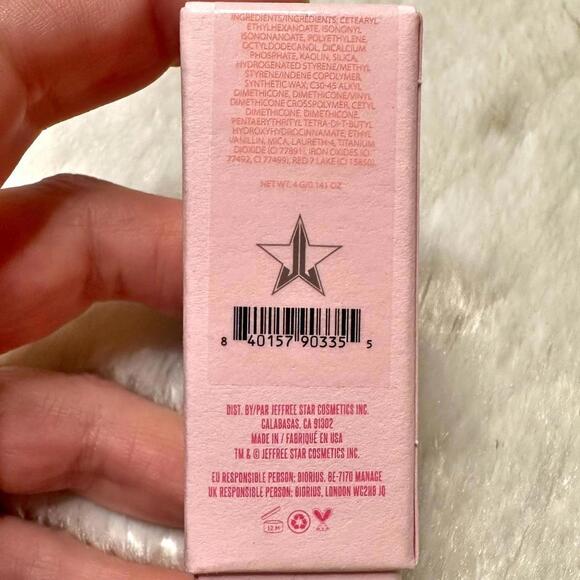 INGREDIENTS/INGRÉDIENTS: CETEARYL
ETHYLHEXANOATE, ISONONYL
ISONONANOATE, POLYETHYLENE,
OCTYLDODECANOL, DICALCIUM
PHOSPHATE, KAOLIN, SILICA,
HYDROGENATED STYRENE/METHYL
STYRENE/INDENE COPOLYMER,
SYNTHETIC WAX, C30-45 ALKYL
DIMETHICONE, DIMETHICONE/VINYL
DIMETHICONE CROSSPOLYMER, CETYL
DIMETHICONE, DIMETHICONE,
PENTAERYTHRITYL TETRA-DI-T-BUTYL
HYDROXYHYDROCINNAMATE, ETHYL
VANILLIN, MICA, LAURETH-4, TITANIUM
DIOXIDE (CI 77891), IRON OXIDES (CI
77492, CI 77499), RED 7 LAKE (CI 15850).
NET WT. 4 G/0.141 OZ
8 40157 90335 5
DIST. BY/PAR JEFFREE STAR COSMETICS INC.
CALABASAS, CA 91302
MADE IN / FABRIQUÉ EN USA
TM & © JEFFREE STAR COSMETICS INC.
EU RESPONSIBLE PERSON: BIORIUS, BE-7170 MANAGE
UK RESPONSIBLE PERSON: BIORIUS, LONDON WC2H9 JQ
12 M